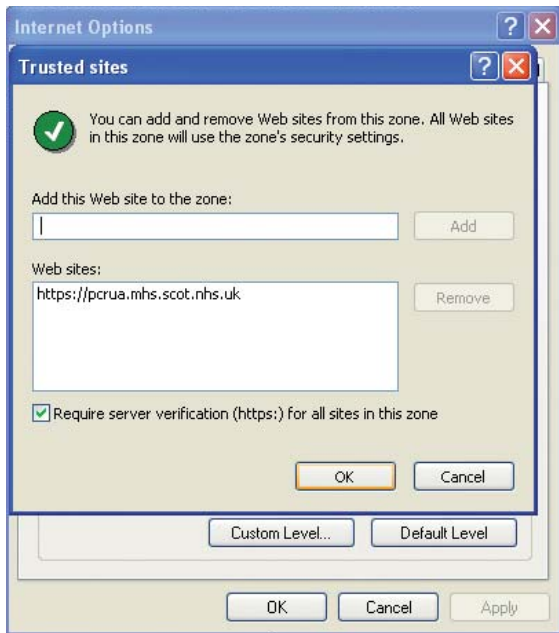 Internet Options
Trusted sites
You can add and remove Web sites from this zone. All Web sites
in this zone will use the zone's security settings.
Add this Web site to the zone:
Add
Web sites:
https://pcrua.mhs.scot.nhs.uk
Remove
Require server verification (https:) for all sites in this zone
OK
Cancel
Custom Level...
Default Level
OK
Cancel
Apply